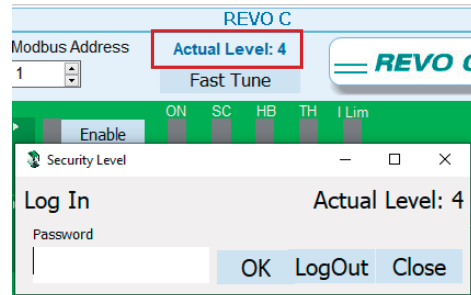 REVO C
Modbus Address
Actual Level: 4
1
Fast Tune
REVO C
ON SC HB TH I Lim
Enable
Security Level
Log In
Actual Level: 4
Password
OK
LogOut
Close